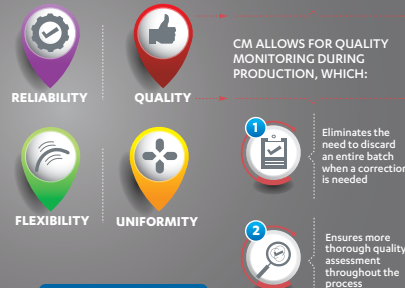 RELIABILITY
QUALITY
FLEXIBILITY
UNIFORMITY
CM ALLOWS FOR QUALITY
MONITORING DURING
PRODUCTION, WHICH:
1
Eliminates the
need to discard
an entire batch
when a correction
is needed
2
Ensures more
thorough quality
assessment
throughout the
process